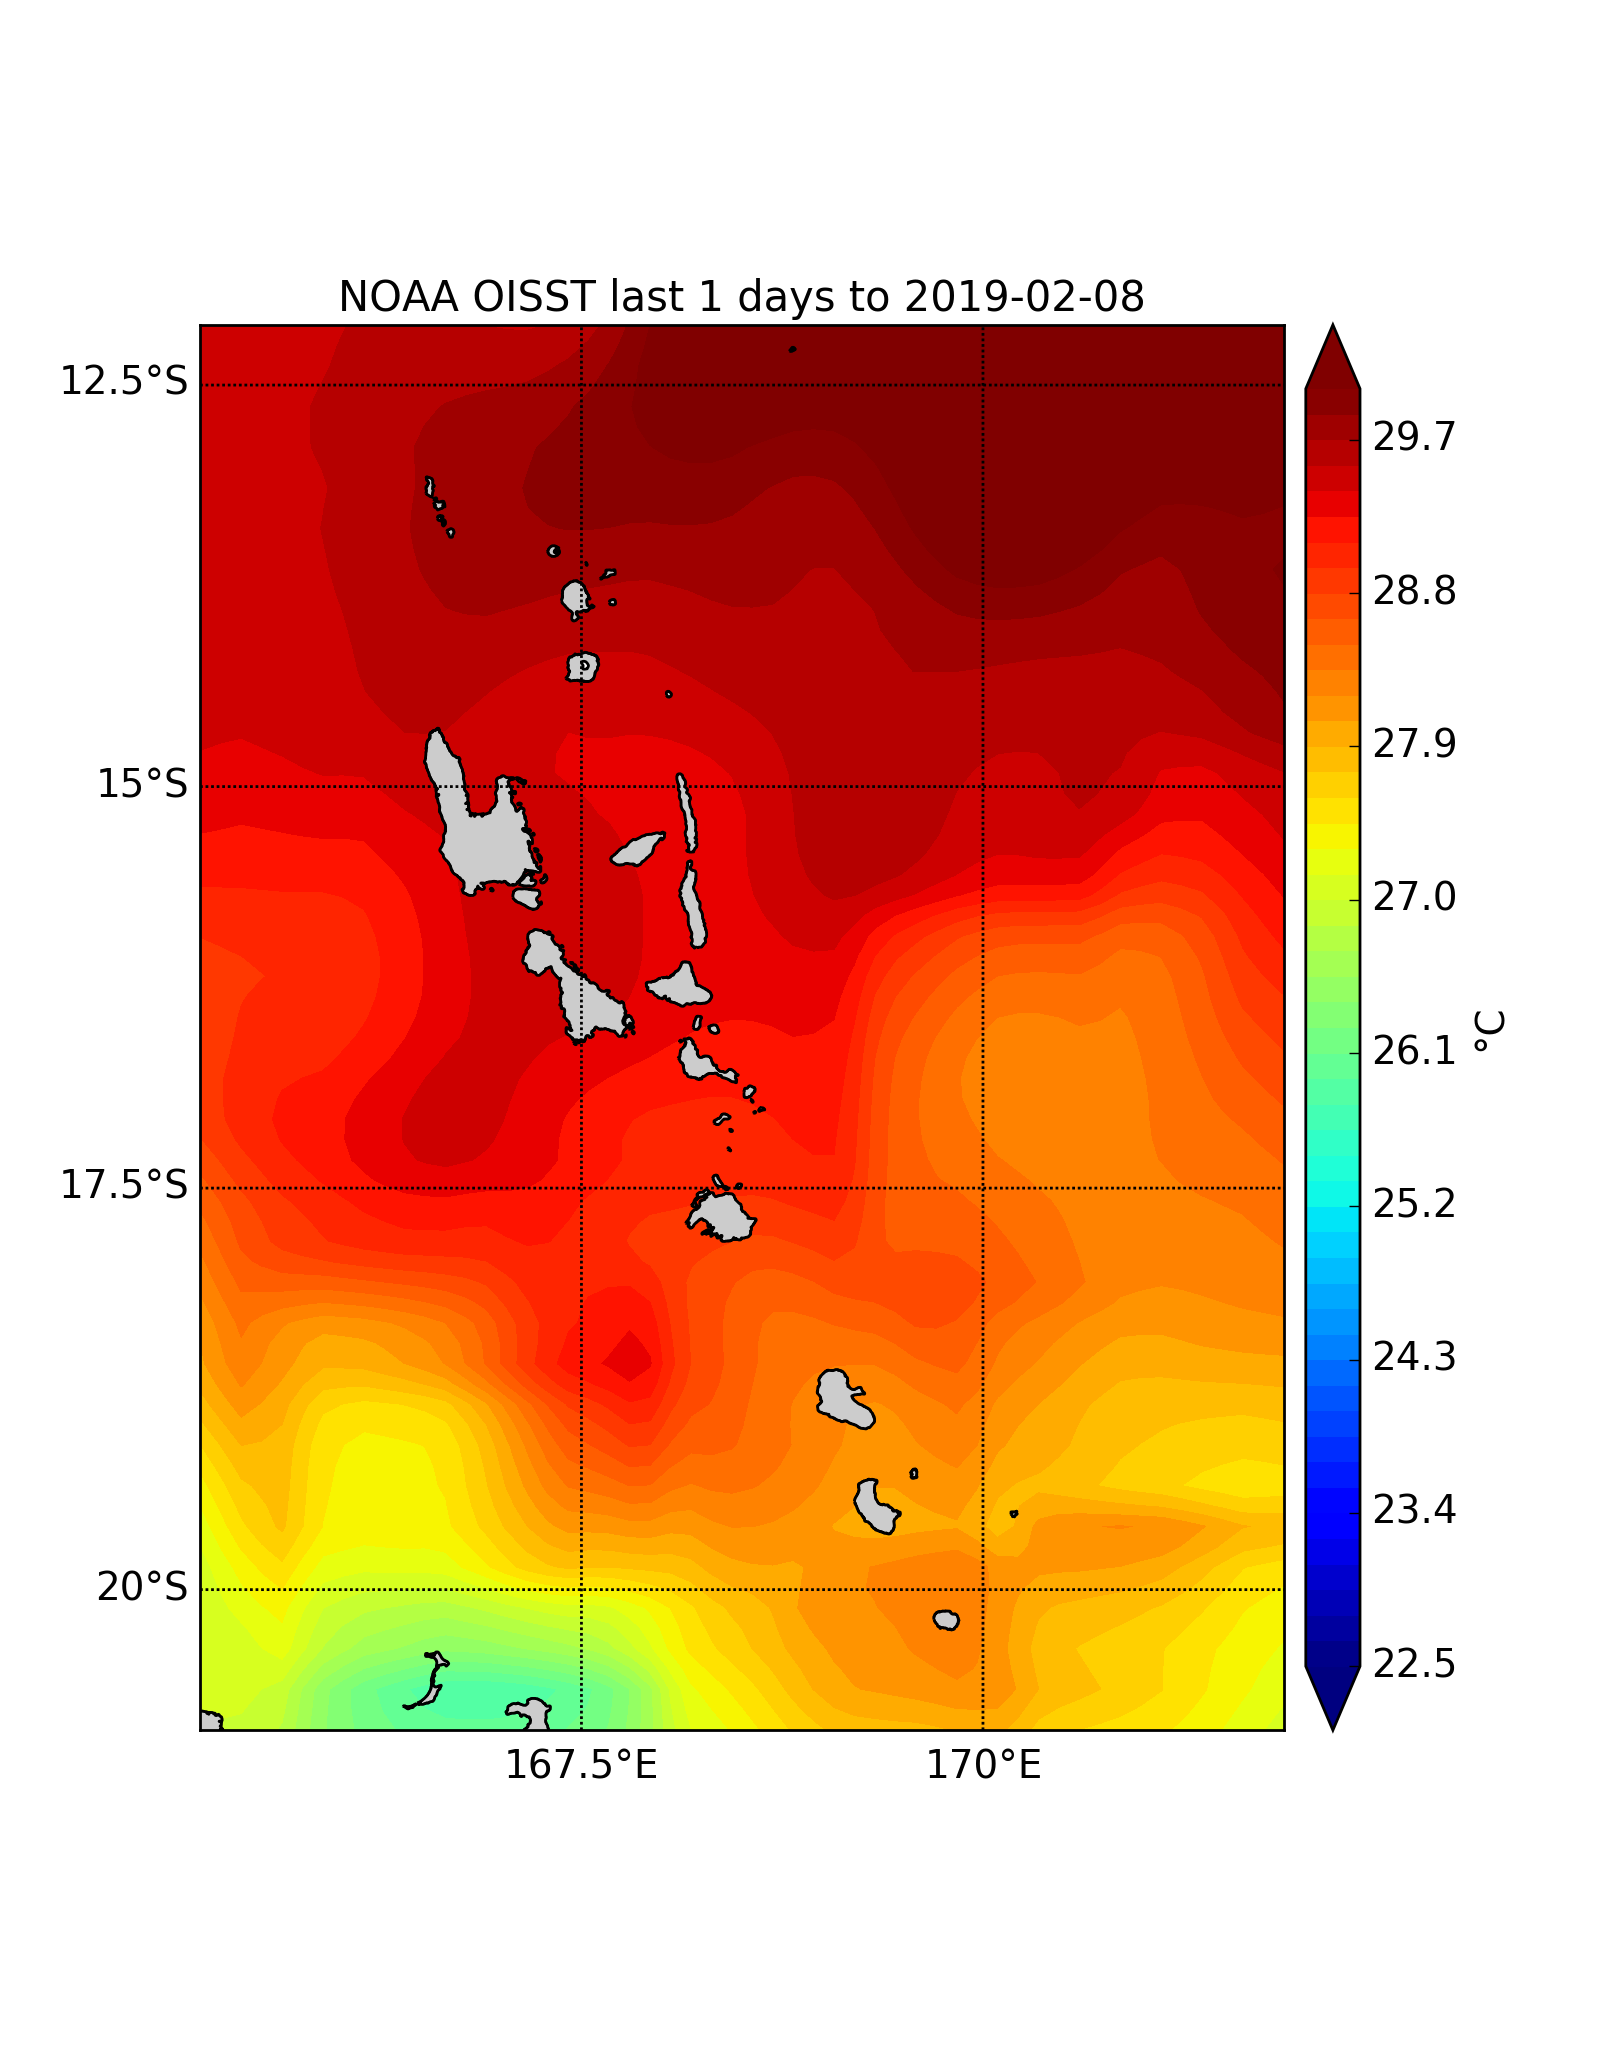 NOAA OISST last 1 days to 2019-02-08
12.5°S
15°S
17.5°S
20°S
167.5°E
170°E
29.7
28.8
27.9
27.0
26.1
25.2
24.3
23.4
22.5
°C